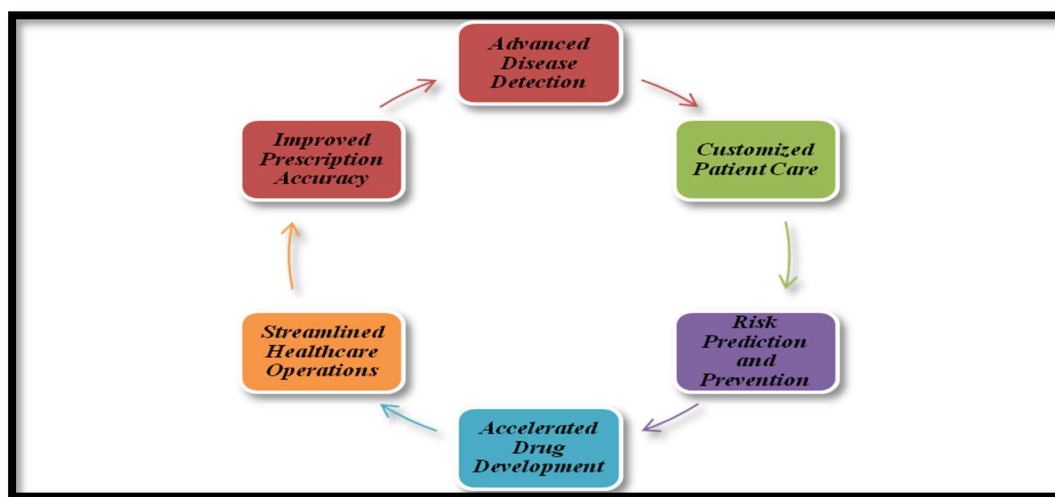 Advanced
Disease
Detection
Customized
Patient Care
Risk
Prediction
and
Prevention
Accelerated
Drug
Development
Streamlined
Healthcare
Operations
Improved
Prescription
Accuracy